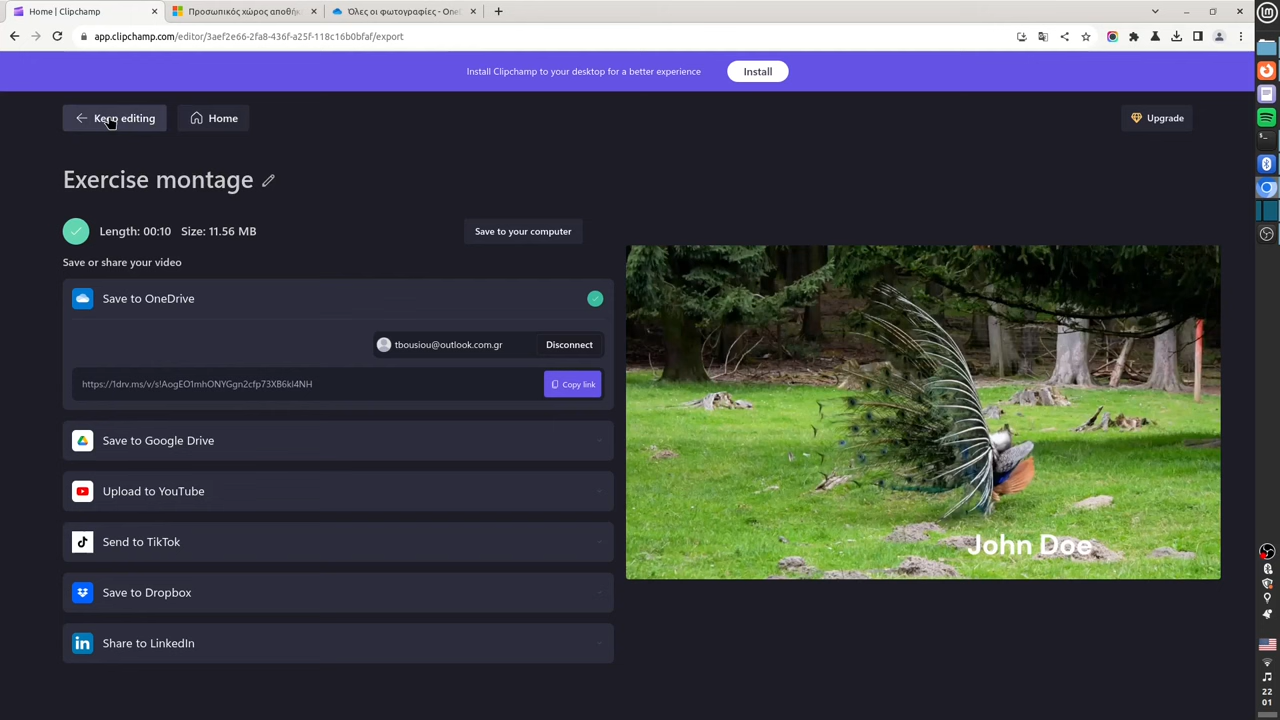 Home | Clipchamp
Προσωπικός χώρος αποθήκ
Όλες οι φωτογραφίες - OneD
app.clipchamp.com/editor/3aef2e66-2fa8-436f-a25f-118c16b0bfaf/export
Install Clipchamp to your desktop for a better experience
Install
Keep editing
Home
Upgrade
Exercise montage
Length: 00:10 Size: 11.56 MB
Save to your computer
Save or share your video
Save to OneDrive
tbousiou@outlook.com.gr
Disconnect
https://1drv.ms/v/s!AogEO1mhONYGgn2cfp73XB6kl4NH
Copy link
Save to Google Drive
Upload to YouTube
Send to TikTok
Save to Dropbox
Share to LinkedIn
John Doe
22
01